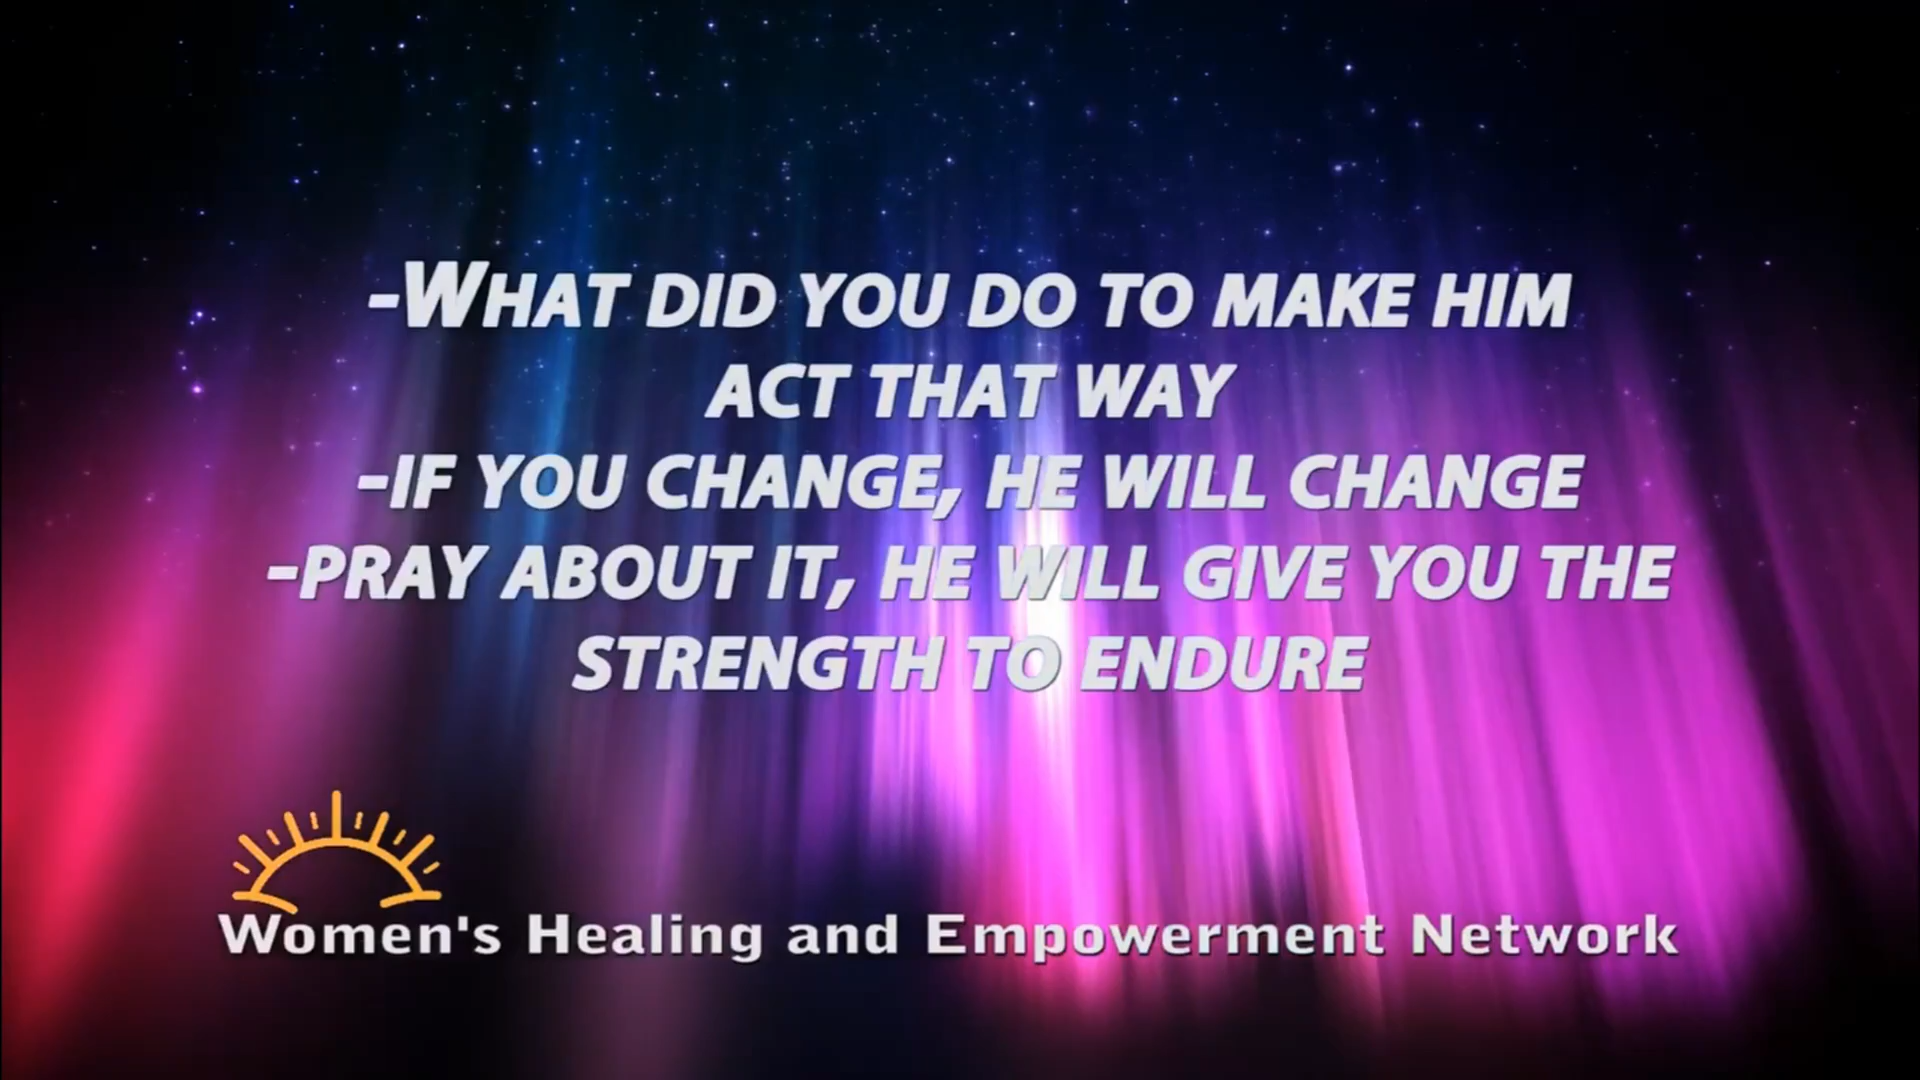 -WHAT DID YOU DO TO MAKE HIM
ACT THAT WAY
-IF YOU CHANGE, HE WILL CHANGE
-PRAY ABOUT IT, HE WILL GIVE YOU THE
STRENGTH TO ENDURE
Women's Healing and Empowerment Network